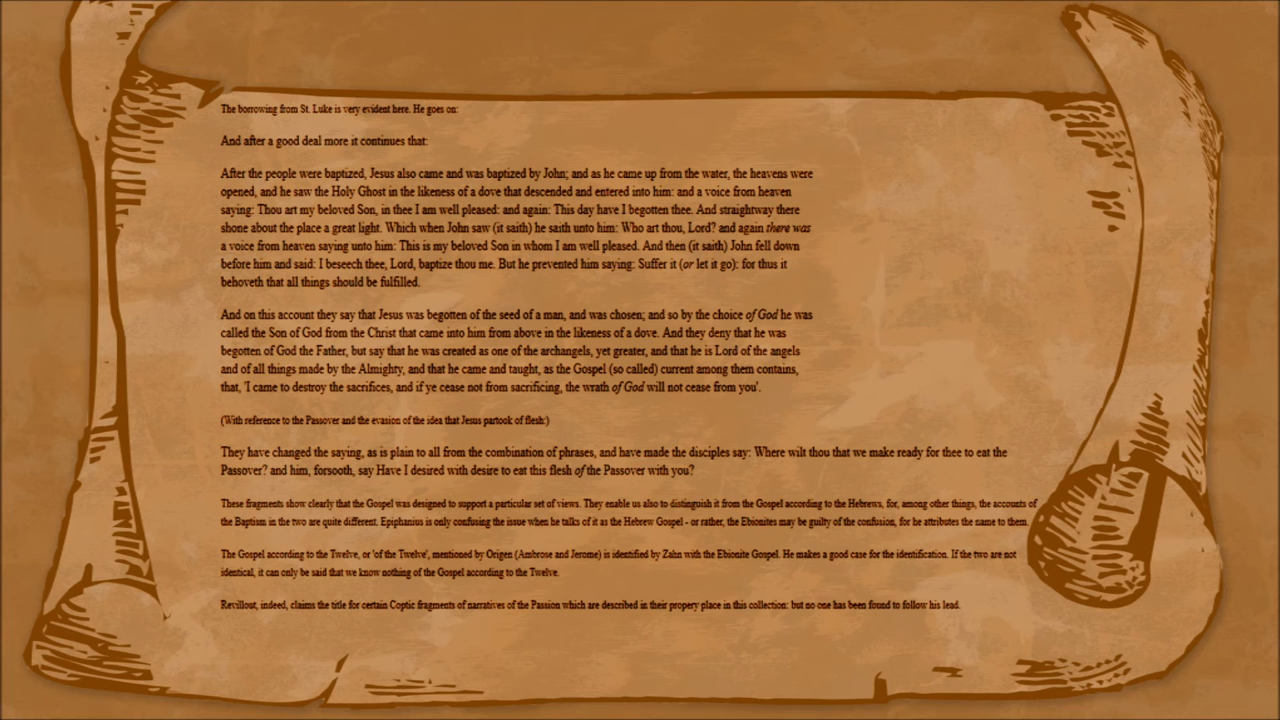 The borrowing from St. Luke is very evident here. He goes on:
And after a good deal more it continues that:
After the people were baptized, Jesus also came and was baptized by John; and as he came up from the water, the heavens were
opened, and he saw the Holy Ghost in the likeness of a dove that descended and entered into him: and a voice from heaven
saying: Thou art my beloved Son, in thee I am well pleased: and again: This day have I begotten thee. And straightway there
shone about the place a great light. Which when John saw (it saith) he saith unto him: Who art thou, Lord? and again there was
a voice from heaven saying unto him: This is my beloved Son in whom I am well pleased. And then (it saith) John fell down
before him and said: I beseech thee, Lord, baptize thou me. But he prevented him saying: Suffer it (or let it go): for thus it
behoveth that all things should be fulfilled.
And on this account they say that Jesus was begotten of the seed of a man, and was chosen; and so by the choice of God he was
called the Son of God from the Christ that came into him from above in the likeness of a dove. And they deny that he was
begotten of God the Father, but say that he was created as one of the archangels, yet greater, and that he is Lord of the angels
and of all things made by the Almighty, and that he came and taught, as the Gospel (so called) current among them contains,
that, 'I came to destroy the sacrifices, and if ye cease not from sacrificing, the wrath of God will not cease from you'.
(With reference to the Passover and the evasion of the idea that Jesus partook of flesh:)
They have changed the saying, as is plain to all from the combination of phrases, and have made the disciples say: Where wilt thou that we make ready for thee to eat the
Passover? and him, forsooth, say Have I desired with desire to eat this flesh of the Passover with you?
These fragments show clearly that the Gospel was designed to support a particular set of views. They enable us also to distinguish it from the Gospel according to the Hebrews, for, among other things, the accounts of
the Baptism in the two are quite different. Epiphanius is only confusing the issue when he talks of it as the Hebrew Gospel - or rather, the Ebionites may be guilty of the confusion, for he attributes the name to them.
The Gospel according to the Twelve, or 'of the Twelve', mentioned by Origen (Ambrose and Jerome) is identified by Zahn with the Ebionite Gospel. He makes a good case for the identification. If the two are not
identical, it can only be said that we know nothing of the Gospel according to the Twelve.
Revillout, indeed, claims the title for certain Coptic fragments of narratives of the Passion which are described in their propery place in this collection: but no one has been found to follow his lead.